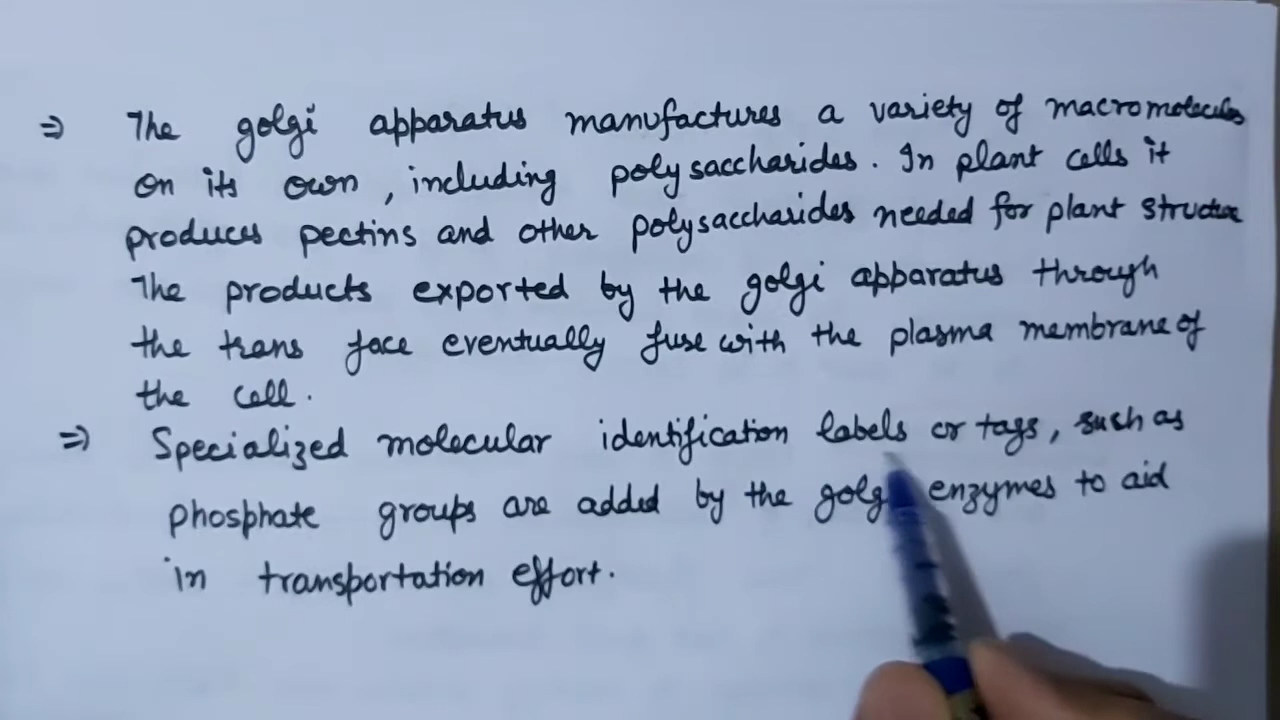 ⇒ The golgi apparatus manufactures a variety of macromolecules
on its own, including polysaccharides. In plant cells it
produces pectins and other polysaccharides needed for plant structure
The products exported by the golgi apparatus through
the trans face eventually fuse with the plasma membrane of
the cell.
⇒ Specialized molecular identification labels or tags, such as
phosphate groups are added by the golgi enzymes to aid
in transportation effort.